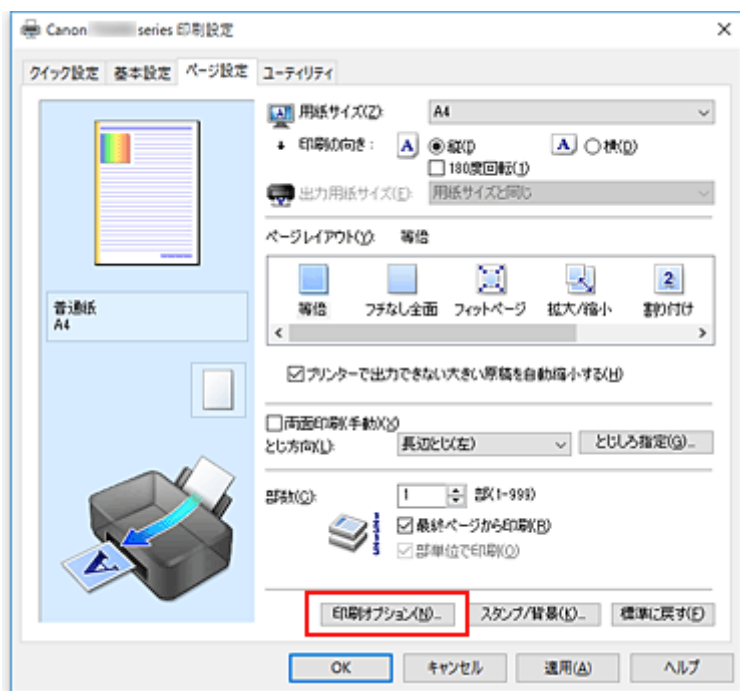 Canon series 印刷設定
クイック設定 基本設定 ページ設定 ユーティリティ
用紙サイズ(Z): A4
印刷の向き: A 縦(I) A 横(D)
180度回転(1)
出力用紙サイズ(E): 用紙サイズと同じ
ページレイアウト(Y): 等倍
2
等倍 フチなし全面 フィットページ 拡大/縮小 割り付け
普通紙
A4
プリンターで出力できない大きい原稿を自動縮小する(H)
両面印刷(手動)(X)
とじ方向(L): 長辺とじ(左) とじしろ指定(G)...
部数(C): 1 部(1-999)
最終ページから印刷(R)
部単位で印刷(O)
A
印刷オプション(N)... スタンプ/背景(K)... 標準に戻す(F)
OK キャンセル 適用(A) ヘルプ